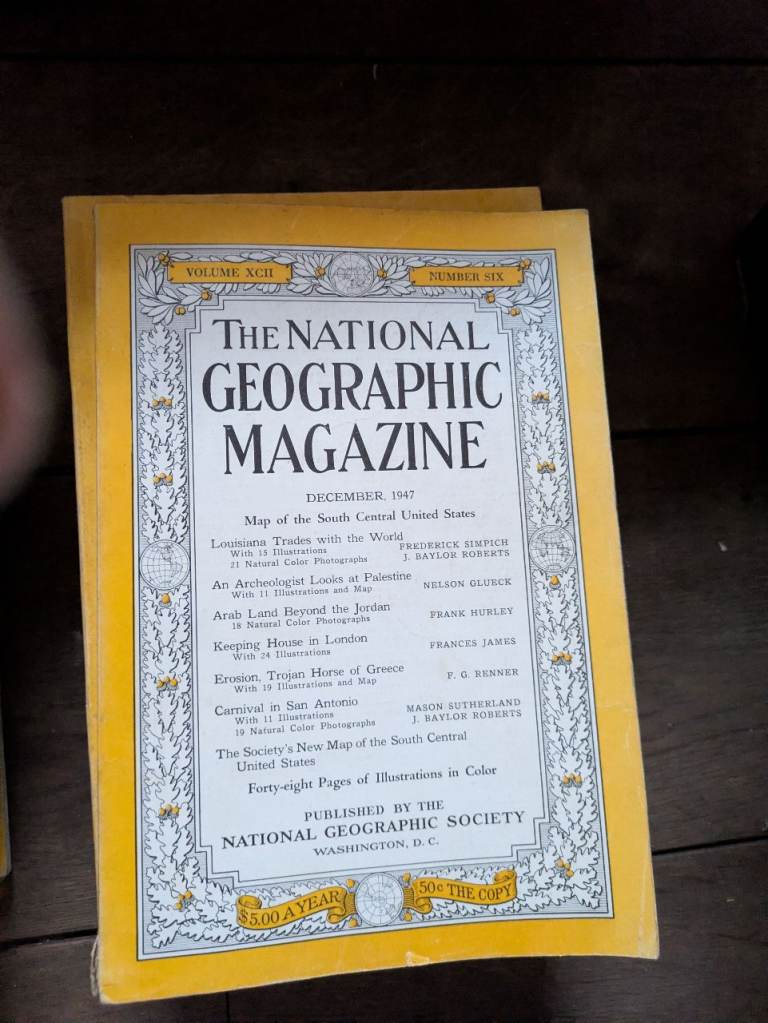 VOLUME XCII
NUMBER SIX
THE NATIONAL
GEOGRAPHIC
MAGAZINE
DECEMBER, 1947
Map of the South Central United States
Louisiana Trades with the World
With 15 Illustrations FREDERICK SIMPICH
21 Natural Color Photographs J. BAYLOR ROBERTS
An Archeologist Looks at Palestine
With 11 Illustrations and Map NELSON GLUECK
Arab Land Beyond the Jordan
18 Natural Color Photographs FRANK HURLEY
Keeping House in London
With 24 Illustrations FRANCES JAMES
Erosion, Trojan Horse of Greece
With 19 Illustrations and Map F. G. RENNER
Carnival in San Antonio
With 11 Illustrations MASON SUTHERLAND
19 Natural Color Photographs J. BAYLOR ROBERTS
The Society's New Map of the South Central
United States
Forty-eight Pages of Illustrations in Color
PUBLISHED BY THE
NATIONAL GEOGRAPHIC SOCIETY
WASHINGTON, D. C.
$5.00 A YEAR
50c THE COPY